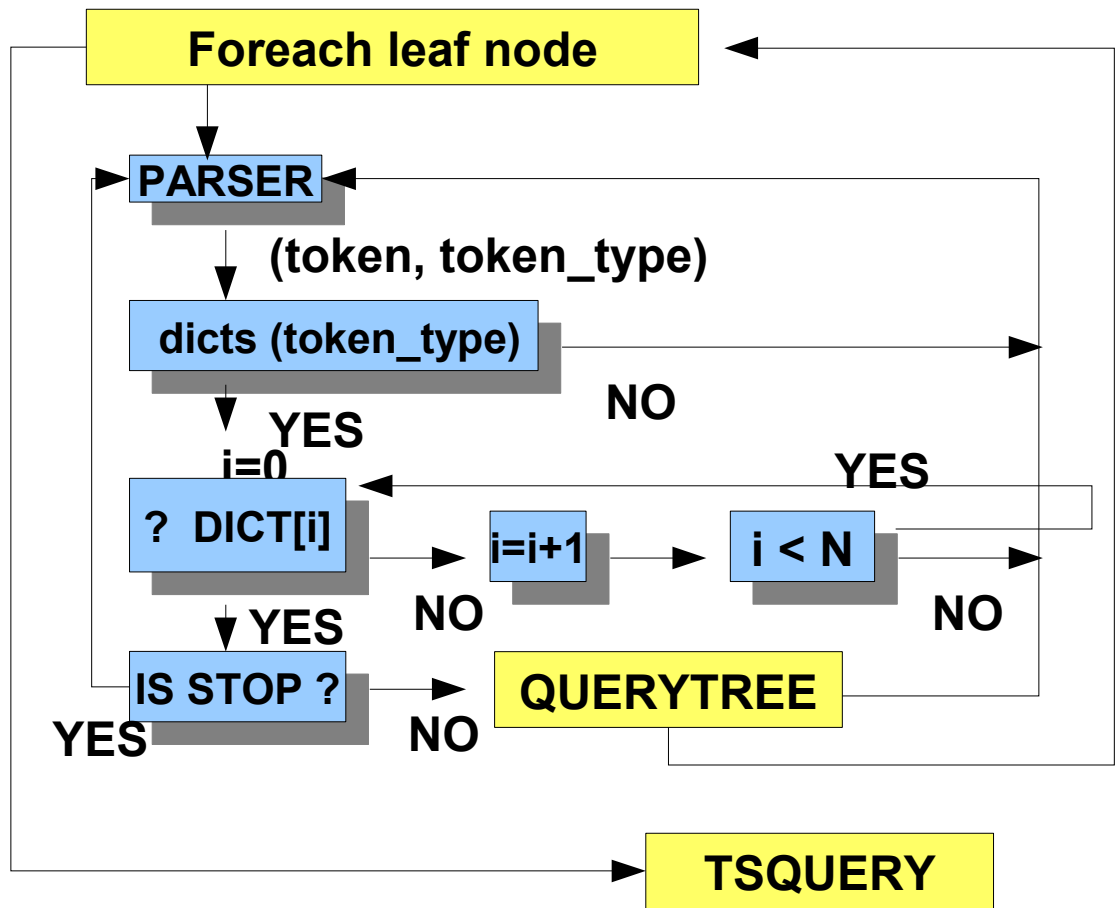 Foreach leaf node
PARSER
(token, token_type)
dicts (token_type)
NO
YES
i=0
YES
? DICT[i]
i=i+1
i < N
NO
NO
YES
IS STOP ?
QUERYTREE
YES
NO
TSQUERY